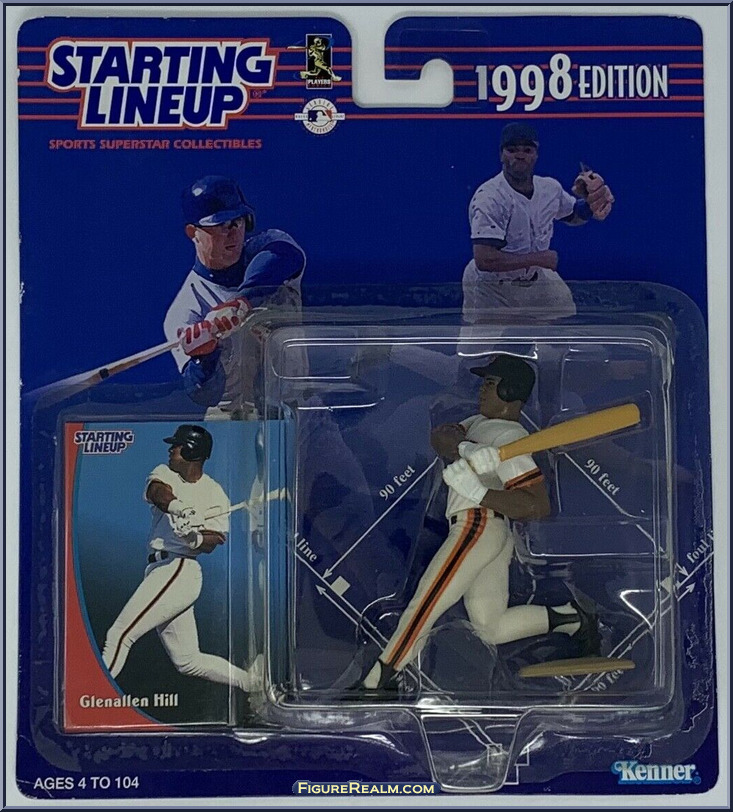 STARTING
LINEUP®
SPORTS SUPERSTAR COLLECTIBLES
PLAYERS
1998 EDITION
STARTING
LINEUP
90 feet
90 feet
line
foul
Glenallen Hill
AGES 4 TO 104
Kenner
FIGUREREALM.COM